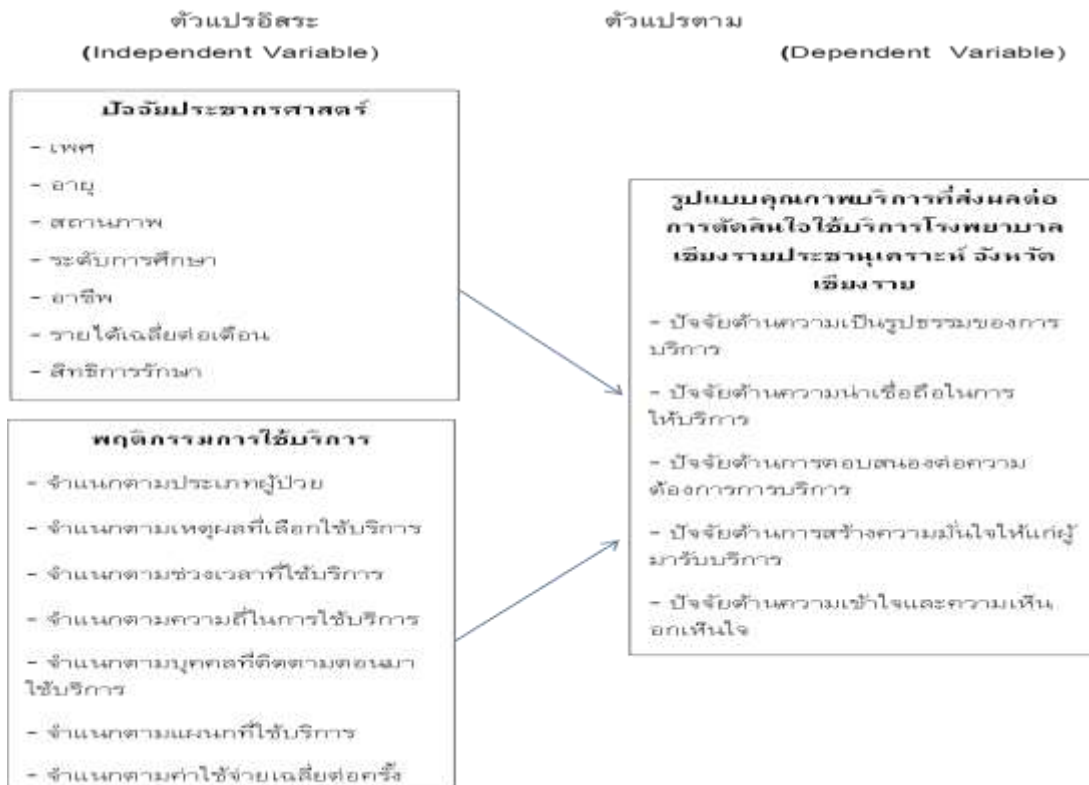 ตัวแปรอิสระ
(Independent Variable)
ตัวแปรตาม
(Dependent Variable)
ปัจจัยประชากรศาสตร์
- เพศ
- อายุ
- สถานภาพ
- ระดับการศึกษา
- อาชีพ
- รายได้เฉลี่ยต่อเดือน
- สิทธิการรักษา
พฤติกรรมการใช้บริการ
- จำแนกตามประเภทผู้ป่วย
- จำแนกตามเหตุผลที่เลือกใช้บริการ
- จำแนกตามช่วงเวลาที่ใช้บริการ
- จำแนกตามความถี่ในการใช้บริการ
- จำแนกตามบุคคลที่ติดตามตอนมา
ใช้บริการ
- จำแนกตามแผนกที่ใช้บริการ
- จำแนกตามค่าใช้จ่ายเฉลี่ยต่อครั้ง
รูปแบบคุณภาพบริการที่ส่งผลต่อ
การตัดสินใจใช้บริการโรงพยาบาล
เชียงรายประชานุเคราะห์ จังหวัด
เชียงราย
- ปัจจัยด้านความเป็นรูปธรรมของการ
บริการ
- ปัจจัยด้านความน่าเชื่อถือในการ
ให้บริการ
- ปัจจัยด้านการตอบสนองต่อความ
ต้องการการบริการ
- ปัจจัยด้านการสร้างความมั่นใจให้แก่ผู้
มารับบริการ
- ปัจจัยด้านความเข้าใจและความเห็น
อกเห็นใจ